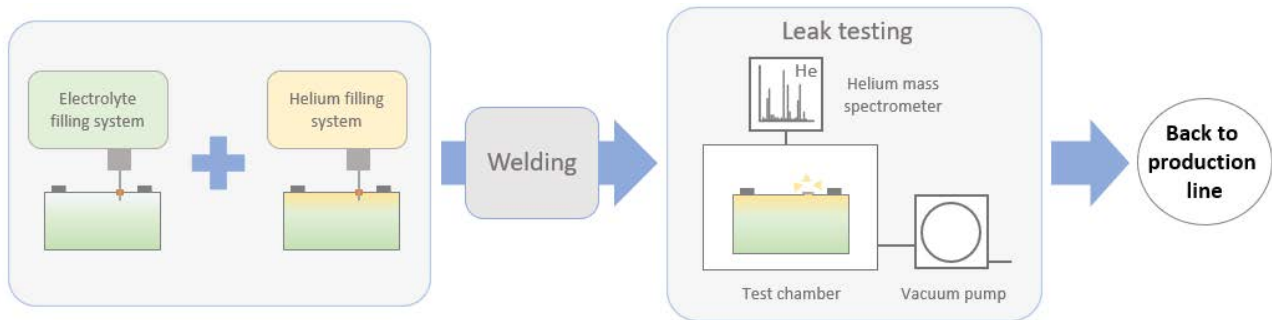 Electrolyte
filling system
Helium filling
system
Welding
Leak testing
He
Helium mass
spectrometer
Test chamber
Vacuum pump
Back to
production
line